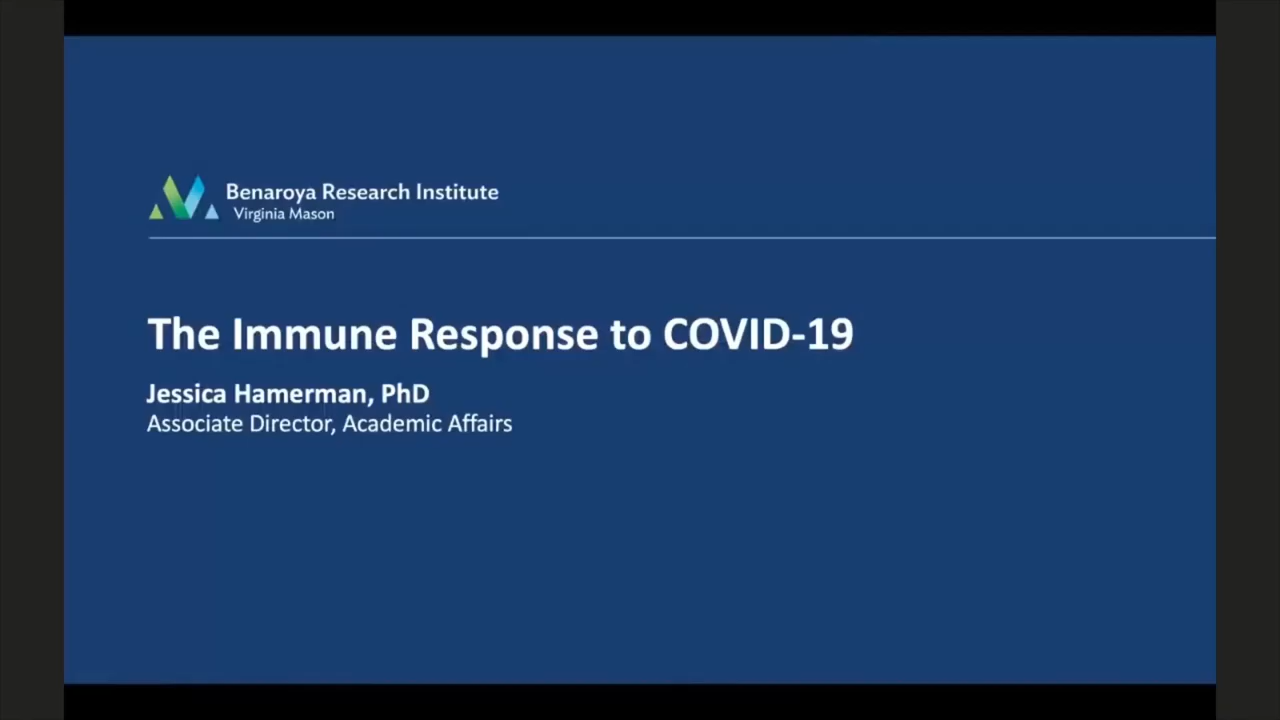 Benaroya Research Institute
Virginia Mason
The Immune Response to COVID-19
Jessica Hamerman, PhD
Associate Director, Academic Affairs